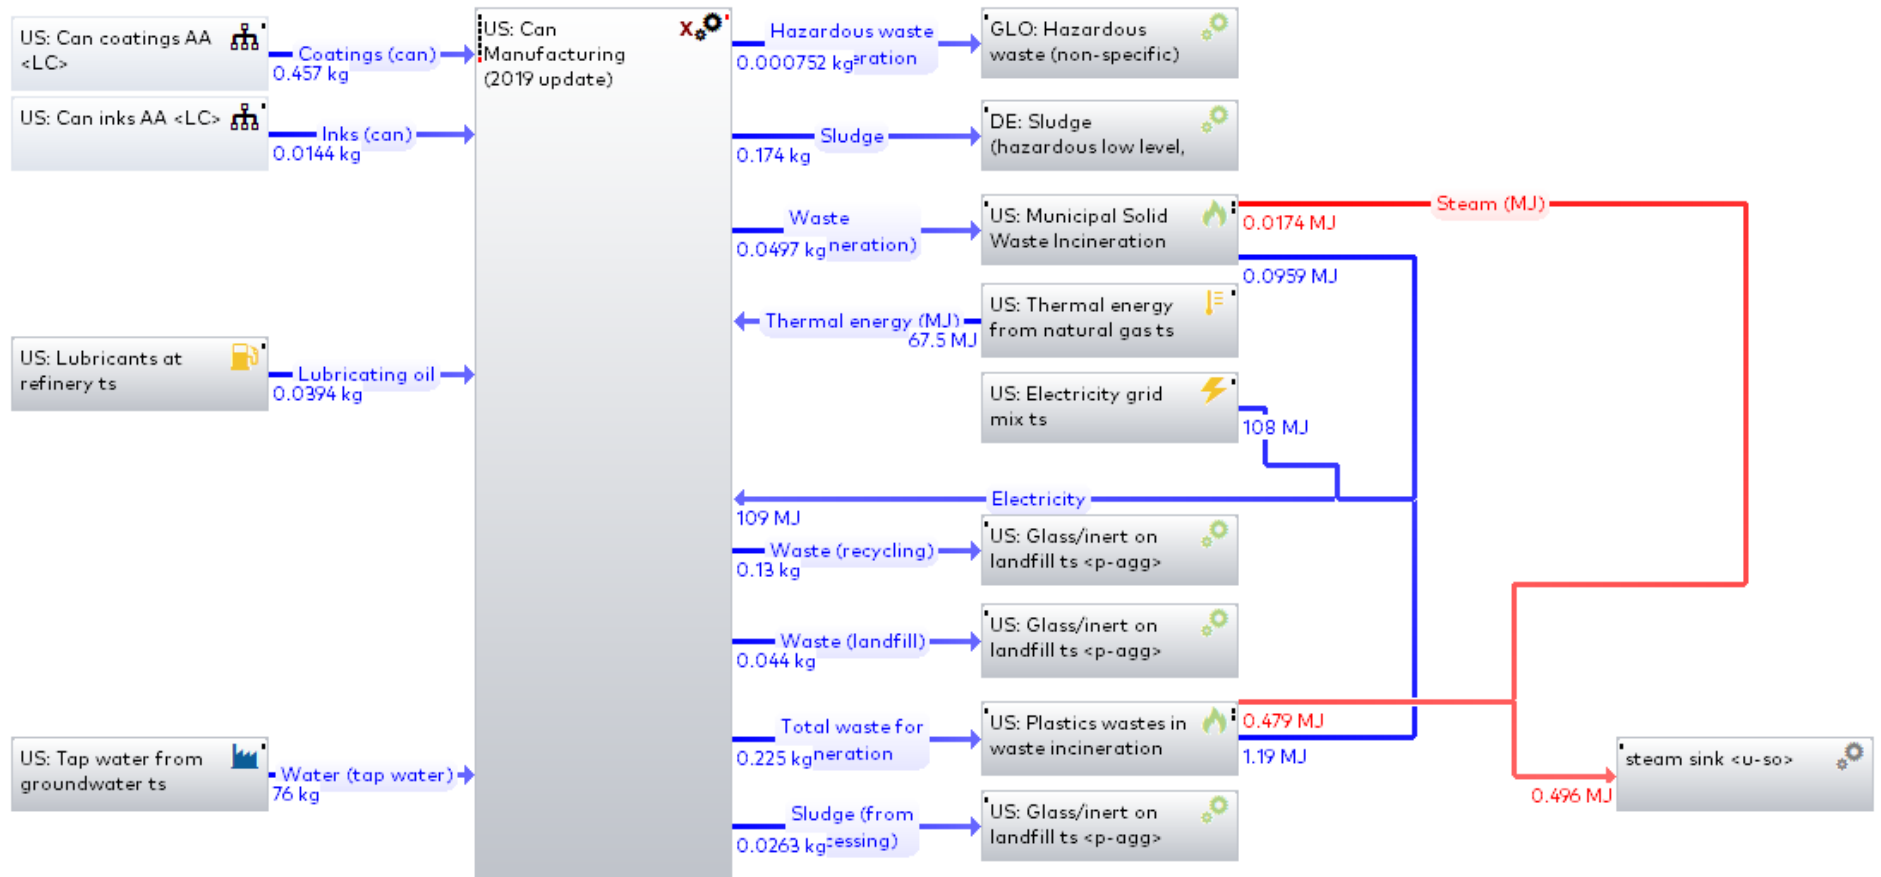 US: Can coatings AA
<LC>
Coatings (can)
0.457 kg
US: Can inks AA <LC>
Inks (can)
0.0144 kg
US: Lubricants at
refinery ts
Lubricating oil
0.0394 kg
US: Tap water from
groundwater ts
Water (tap water)
76 kg
US: Can
Manufacturing
(2019 update)
X
Hazardous waste
0.000752 kg
eration
GLO: Hazardous
waste (non-specific)
Sludge
0.174 kg
DE: Sludge
(hazardous low level,
Waste
0.0497 kg neration)
US: Municipal Solid
Waste Incineration
Steam (MJ)
0.0174 MJ
0.0959 MJ
Thermal energy (MJ)
67.5 MJ
US: Thermal energy
from natural gas ts
US: Electricity grid
mix ts
108 MJ
Electricity
109 MJ
Waste (recycling)
0.13 kg
US: Glass/inert on
landfill ts <p-agg>
Waste (landfill)
0.044 kg
US: Glass/inert on
landfill ts <p-agg>
Total waste for
0.225 kg neration
US: Plastics wastes in
waste incineration
0.479 MJ
1.19 MJ
steam sink <u-so>
0.496 MJ
Sludge (from
0.0263 kg cessing)
US: Glass/inert on
landfill ts <p-agg>